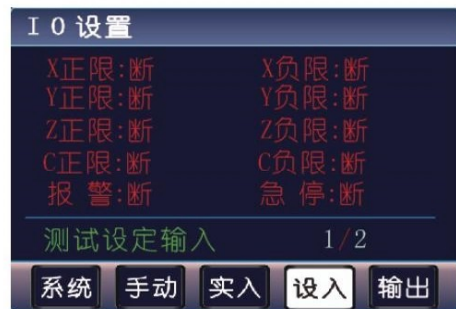 IO设置
X正限:断 X负限:断
Y正限:断 Y负限:断
Z正限:断 Z负限:断
C正限:断 C负限:断
报 警:断 急 停:断
测试设定输入 1/2
系统 手动 实入 设入 输出